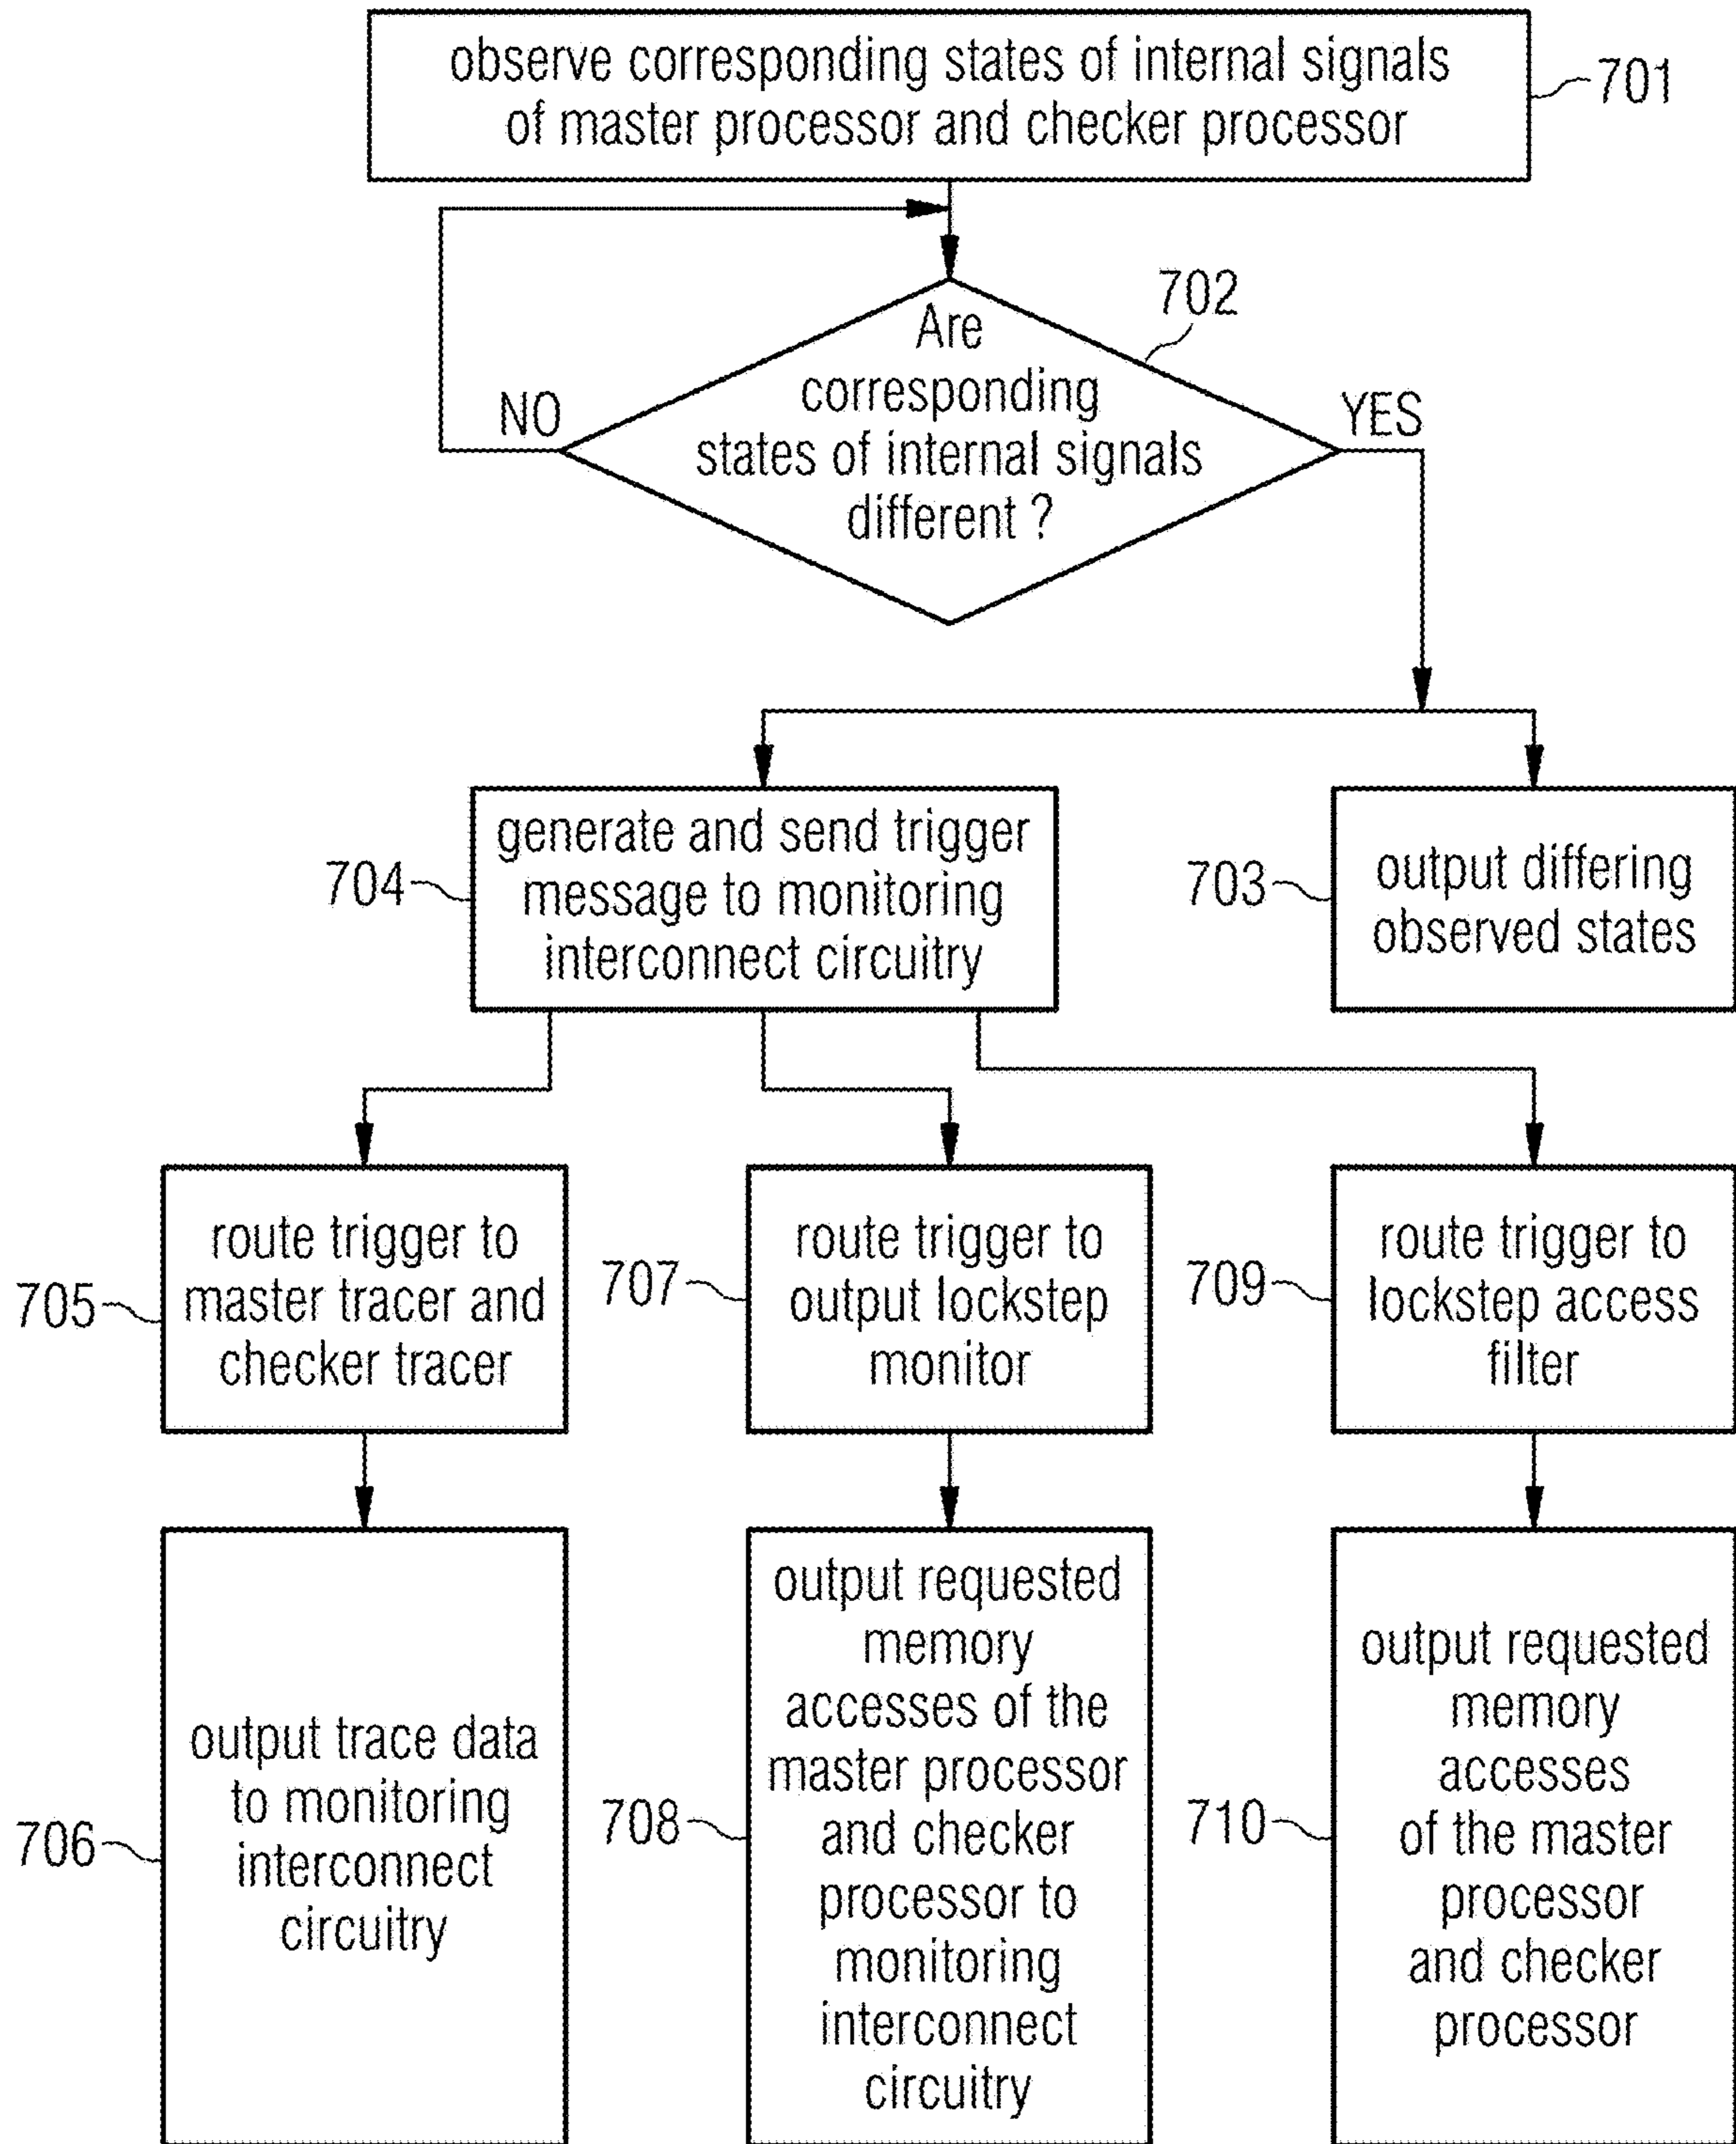 observe corresponding states of internal signals
of master processor and checker processor
701
702
Are
corresponding
states of internal signals
different ?
NO
YES
704
generate and send trigger
message to monitoring
interconnect circuitry
703
output differing
observed states
705
route trigger to
master tracer and
checker tracer
707
route trigger to
output lockstep
monitor
709
route trigger to
lockstep access
filter
706
output trace data
to monitoring
interconnect
circuitry
708
output requested
memory
accesses of the
master processor
and checker
processor to
monitoring
interconnect
circuitry
710
output requested
memory
accesses
of the master
processor
and checker
processor